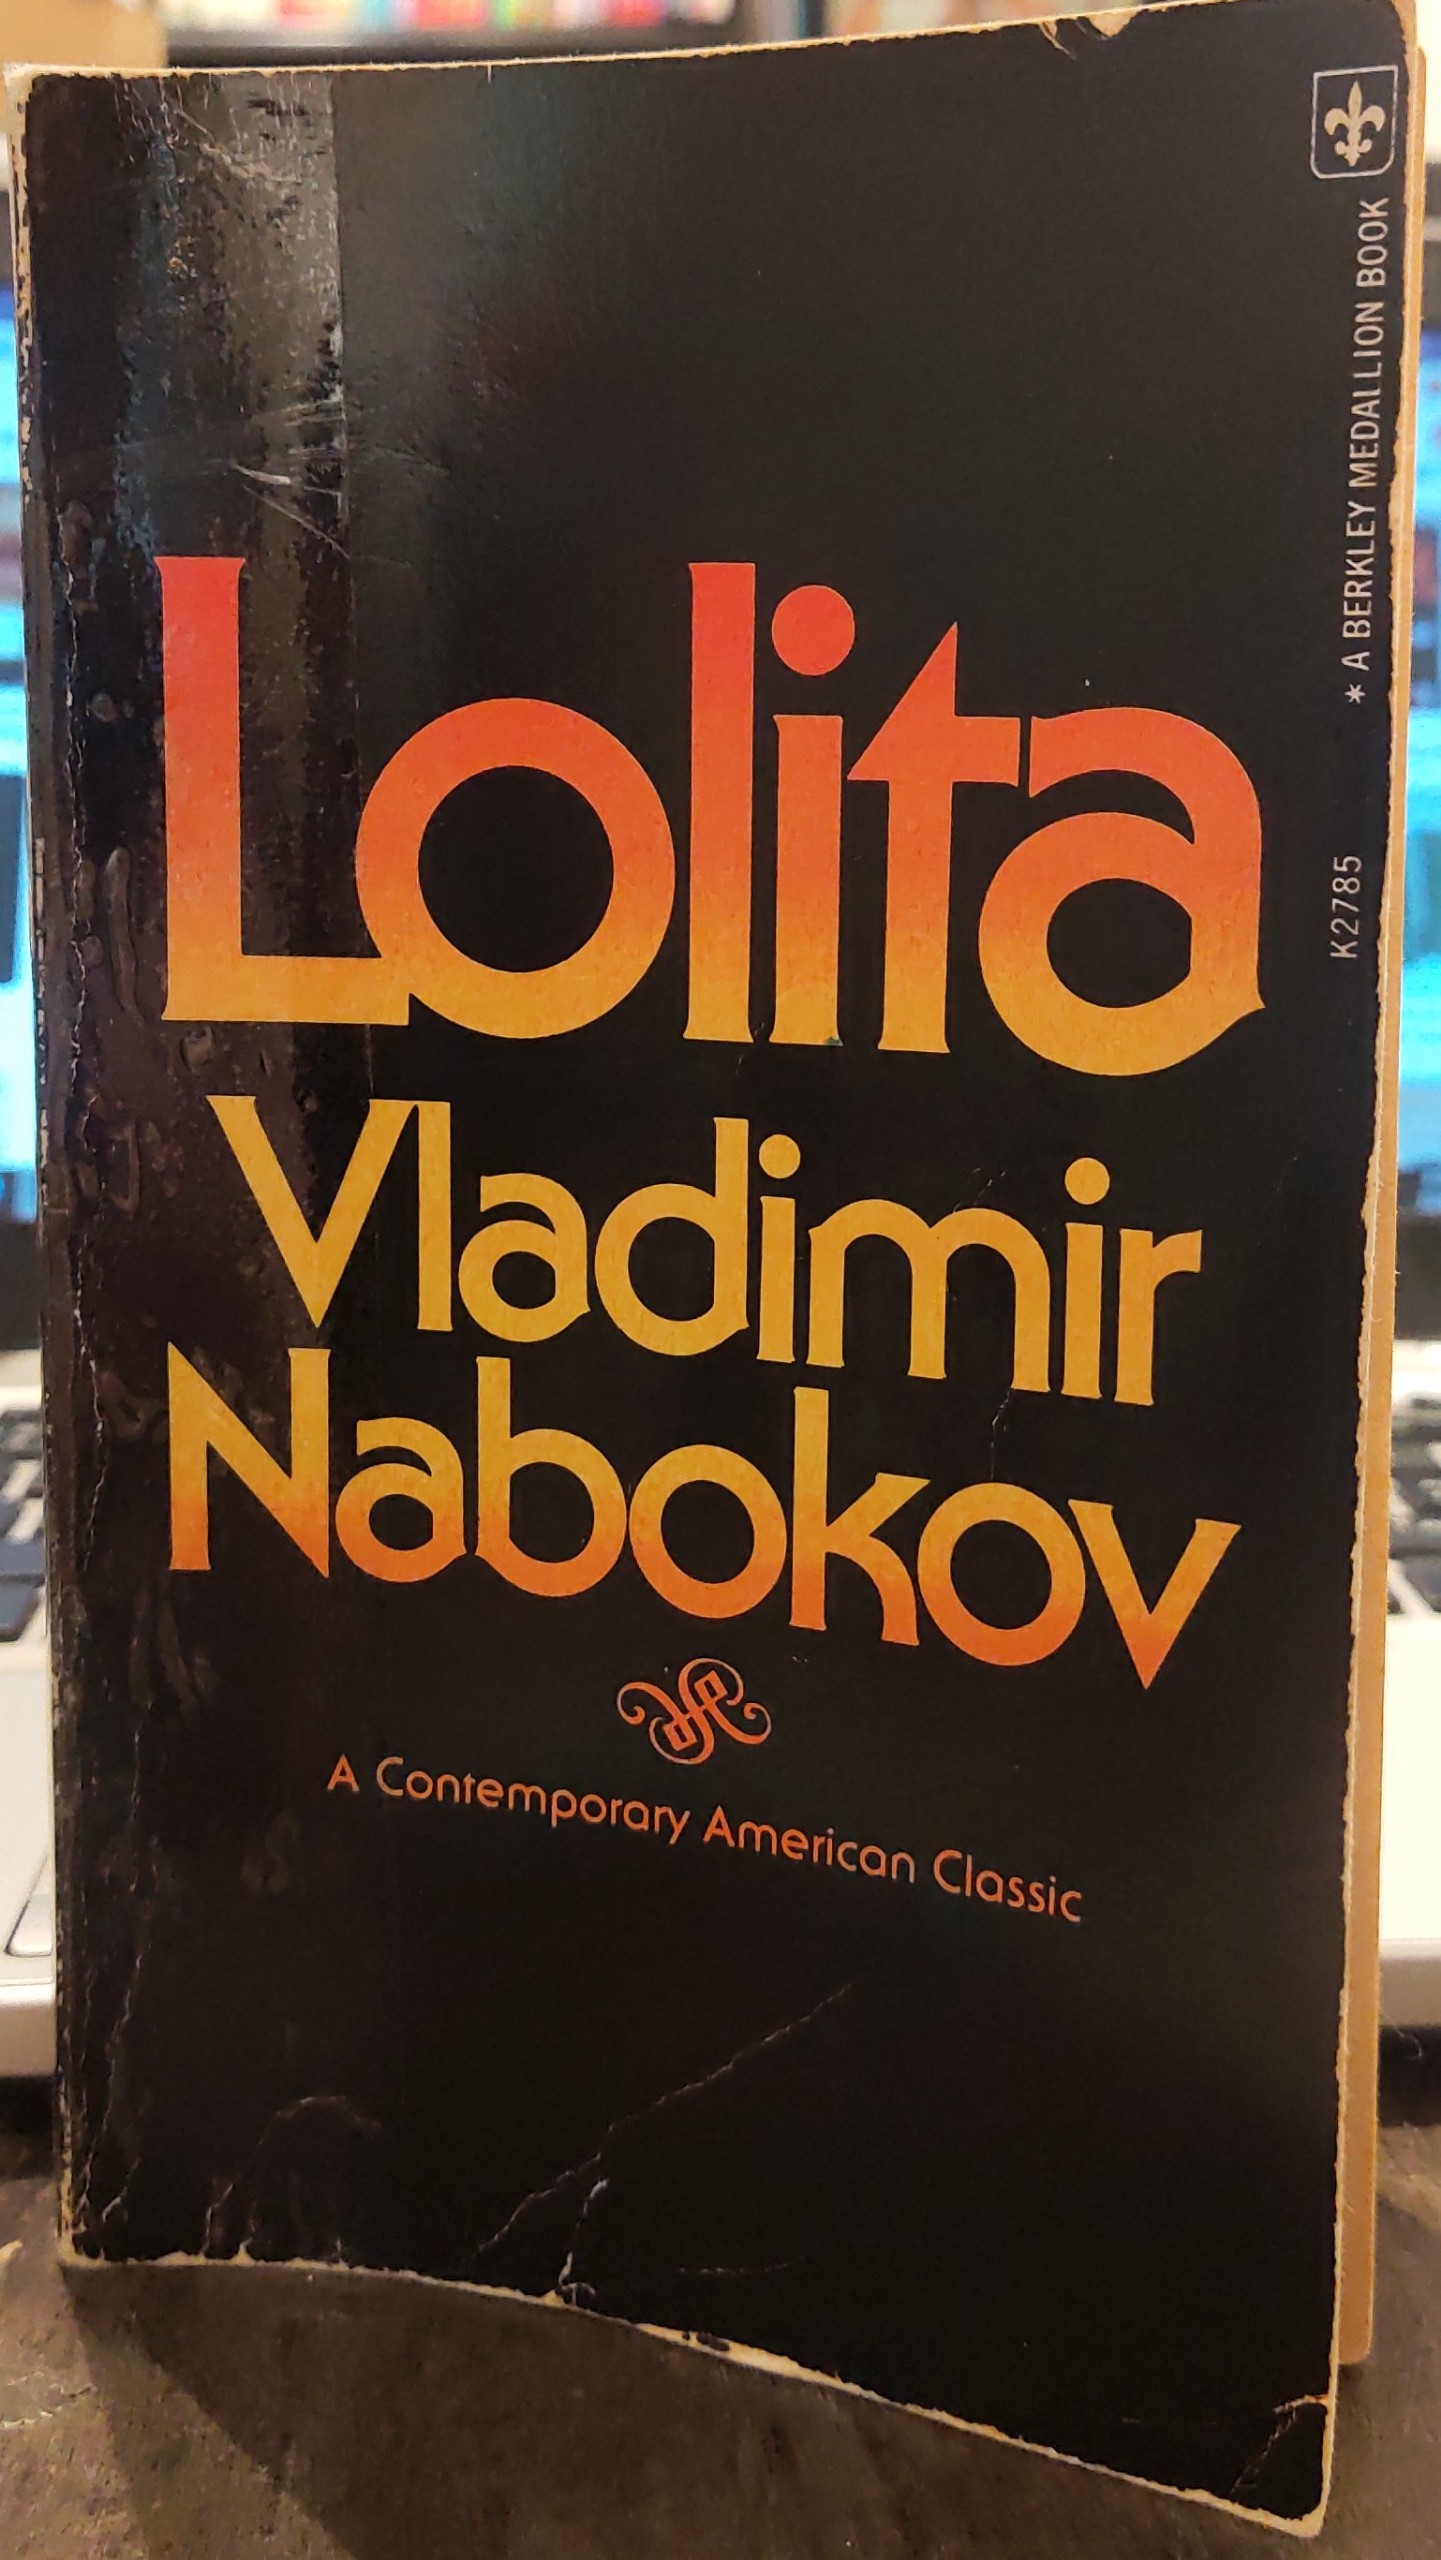 Lolita
Vladimir
Nabokov
A Contemporary American Classic
K2785 * A BERKLEY MEDALLION BOOK